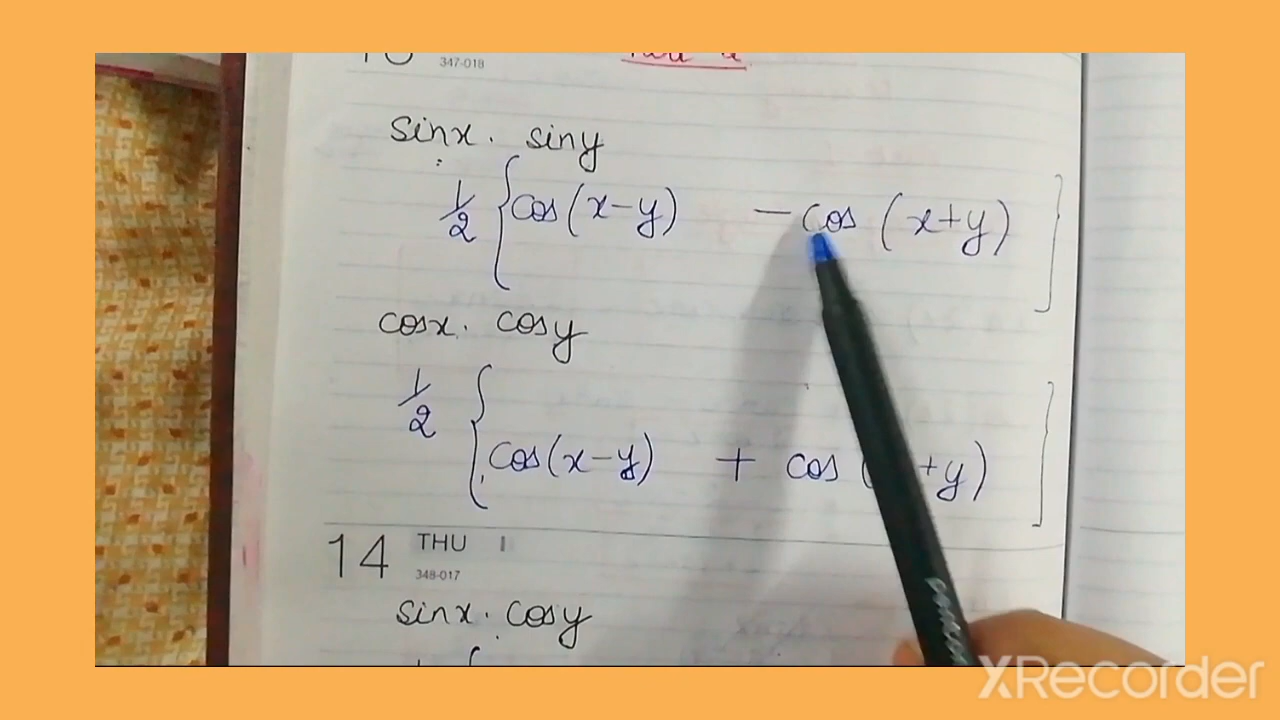 347-018
sinx. siny
1/2 {cos(x-y) - cos (x+y)]
cosx. cosy
1/2 {cos(x-y) + cos ( +y)]
14 THU
348-017
sinx. cosy
XRecorder